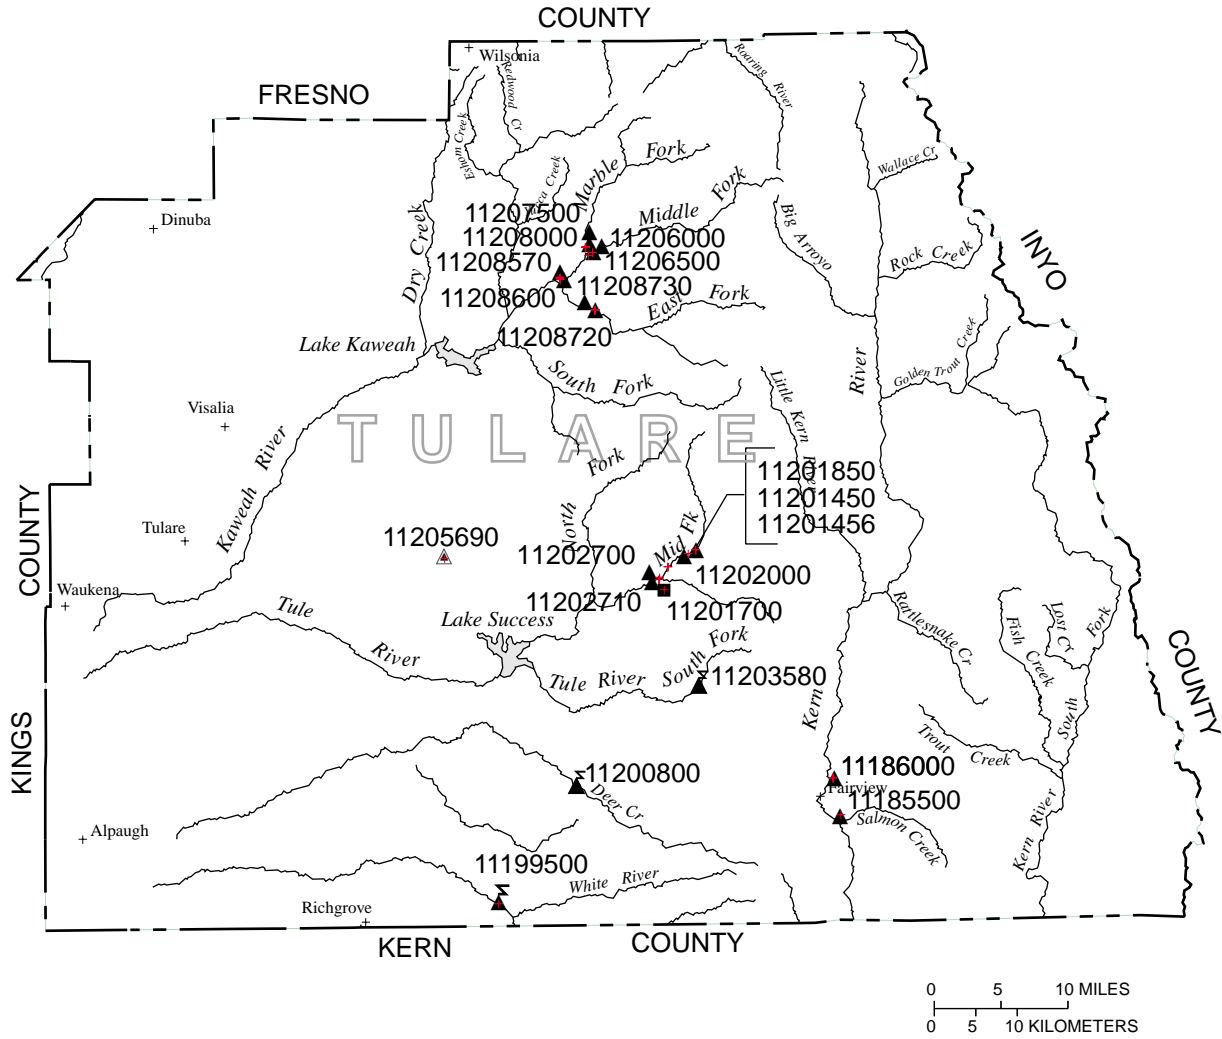 COUNTY
Wilsonia
Roaring River
FRESNO
Redwood Cr
Eshom Creek
Marble Fork
Wallace Cr
Creek
Dinuba
Dry Creek
11207500
Middle Fork
Big Arroyo
INYO
11208000
11206000
11208570
11206500
Rock Creek
11208600
11208730
East Fork
11208720
Lake Kaweah
South Fork
River
Golden Trout Creek
Little Kern River
Visalia
TULARE
Kaweah River
North Fork
11201850
11201450
11201456
COUNTY
Tulare
11205690
11202700
Mid Fk
11202000
Waukena
11202710
11201700
Tule River
Lake Success
Rattlesnake Cr
Fish Creek
Lost Cr
South Fork
COUNTY
Tule River South Fork
11203580
Kern
KINGS
Trout Creek
11200800
11186000
Deer Cr
Fairview
11185500
Salmon Creek
Kern River
Alpaugh
11199500
White River
Richgrove
KERN
COUNTY
0 5 10 MILES
0 5 10 KILOMETERS